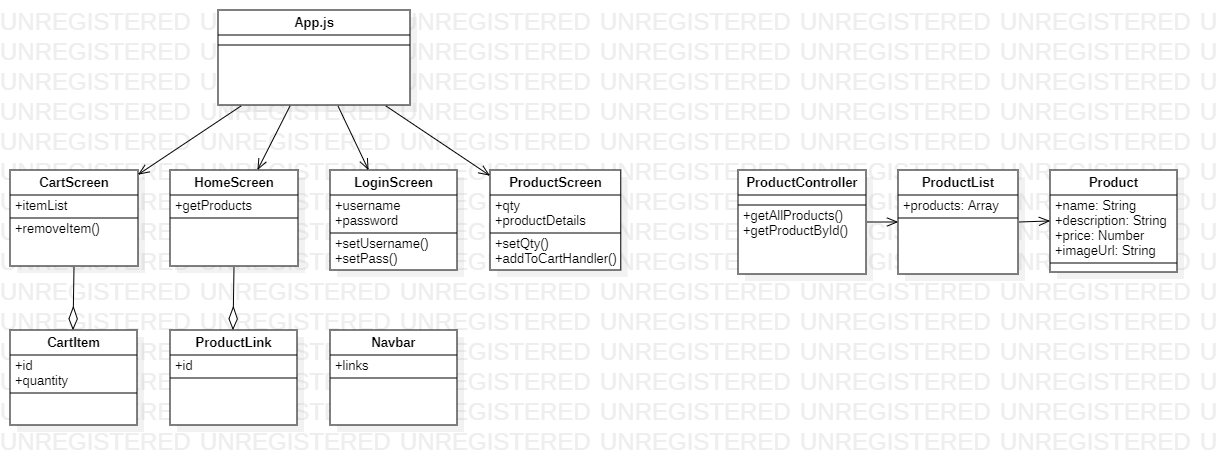 App.js
CartScreen
+itemList
+removeItem()
HomeScreen
+getProducts
LoginScreen
+username
+password
+setUsername()
+setPass()
ProductScreen
+qty
+productDetails
+setQty()
+addToCartHandler()
ProductController
+getAllProducts()
+getProductById()
ProductList
+products: Array
Product
+name: String
+description: String
+price: Number
+imageUrl: String
CartItem
+id
+quantity
ProductLink
+id
Navbar
+links
UNREGISTERED